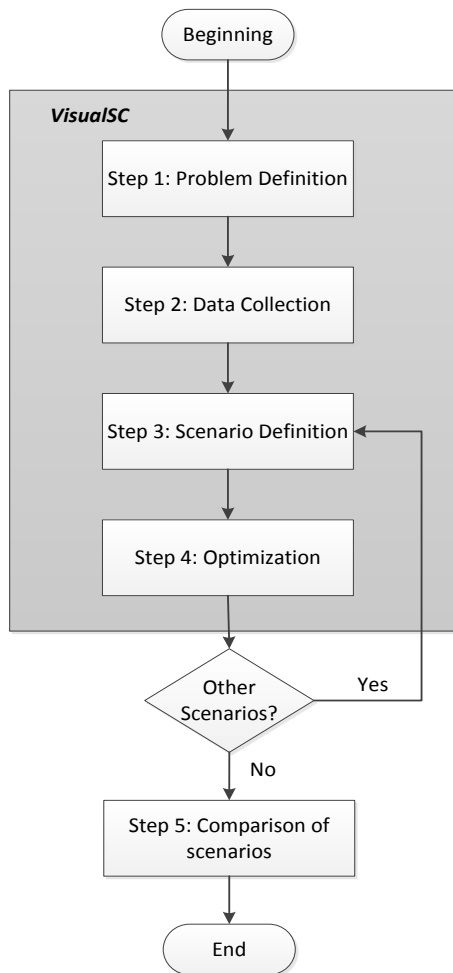 Beginning
VisualSC
Step 1: Problem Definition
Step 2: Data Collection
Step 3: Scenario Definition
Step 4: Optimization
Other
Scenarios?
Yes
No
Step 5: Comparison of
scenarios
End